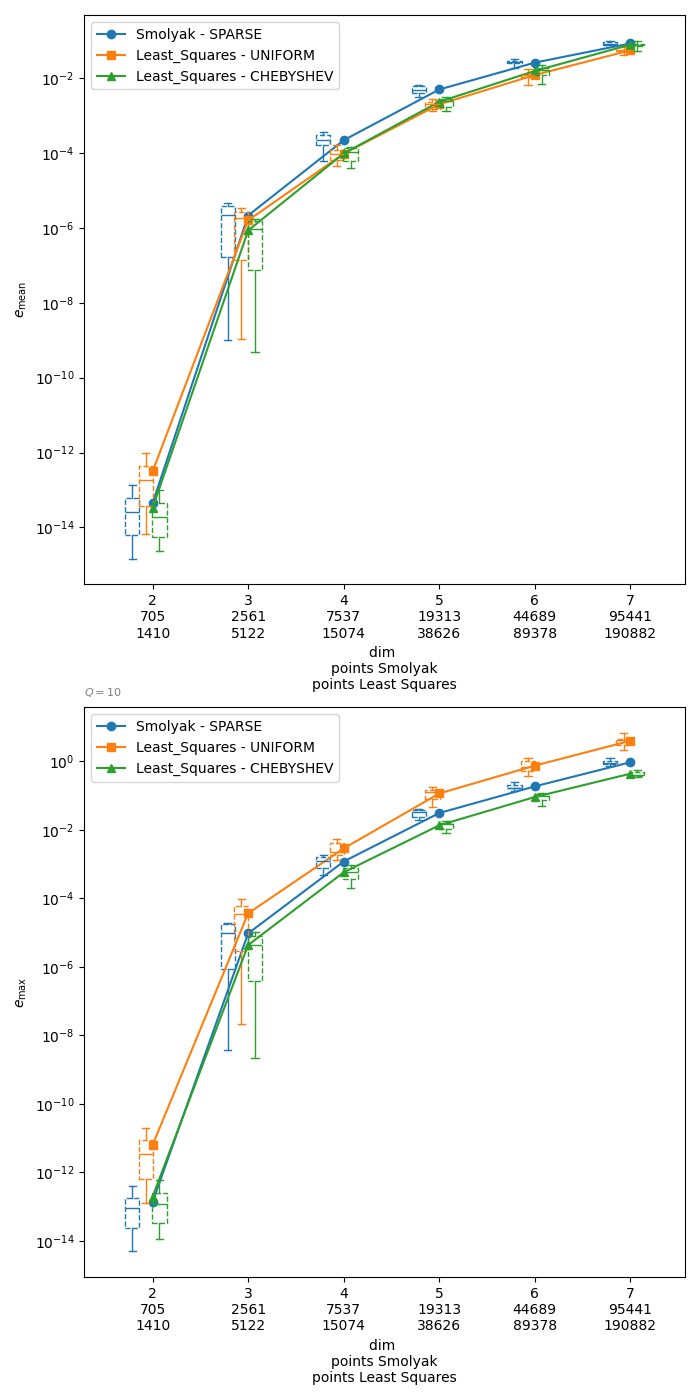 Smolyak - SPARSE
Least_Squares - UNIFORM
Least_Squares - CHEBYSHEV
10⁻²
10⁻⁴
10⁻⁶
10⁻⁸
10⁻¹⁰
10⁻¹²
10⁻¹⁴
e_mean
2 3 4 5 6 7
705 2561 7537 19313 44689 95441
1410 5122 15074 38626 89378 190882
dim
points Smolyak
points Least Squares
Q = 10
Smolyak - SPARSE
Least_Squares - UNIFORM
Least_Squares - CHEBYSHEV
10⁰
10⁻²
10⁻⁴
10⁻⁶
10⁻⁸
10⁻¹⁰
10⁻¹²
10⁻¹⁴
e_max
2 3 4 5 6 7
705 2561 7537 19313 44689 95441
1410 5122 15074 38626 89378 190882
dim
points Smolyak
points Least Squares